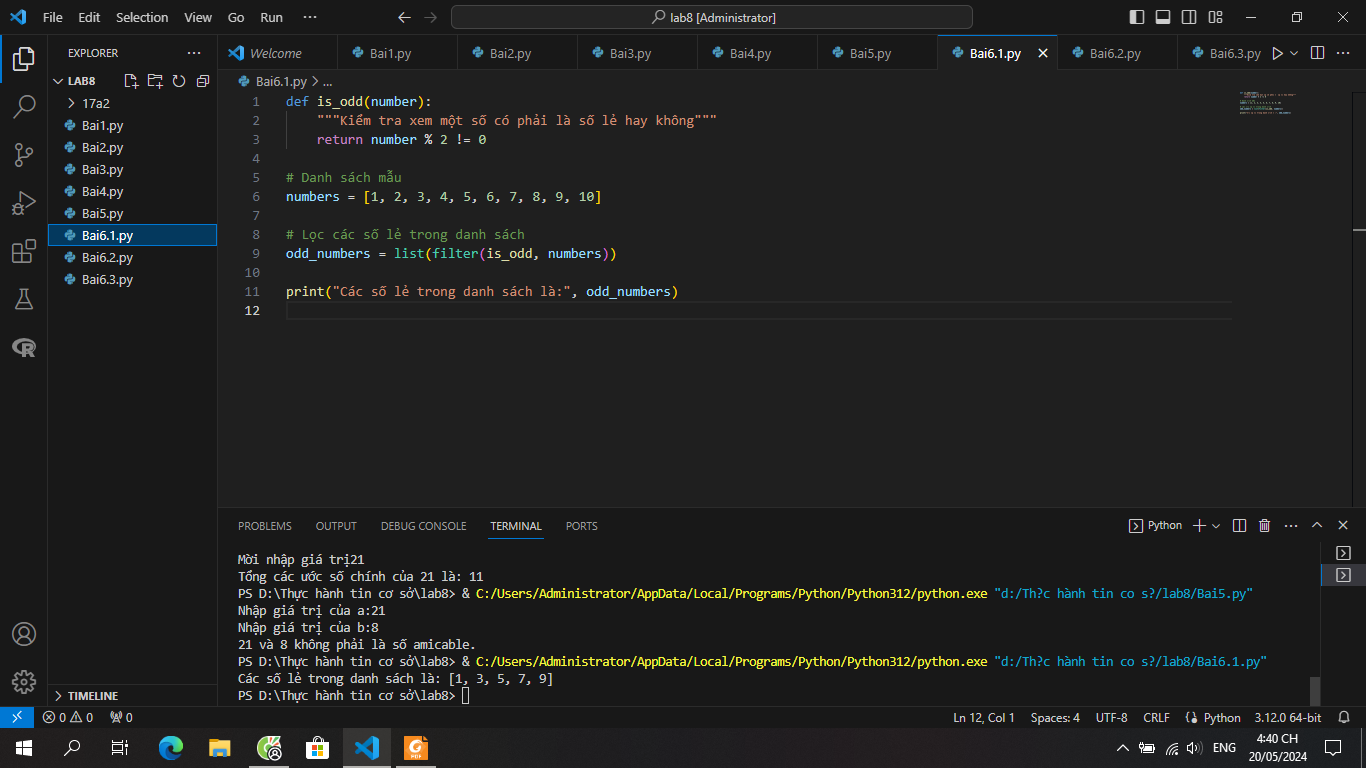 File Edit Selection View Go Run ··· lab8 [Administrator]
EXPLORER ···
LAB8
17a2
Bai1.py
Bai2.py
Bai3.py
Bai4.py
Bai5.py
Bai6.1.py
Bai6.2.py
Bai6.3.py
TIMELINE
Welcome Bai1.py Bai2.py Bai3.py Bai4.py Bai5.py Bai6.1.py Bai6.2.py Bai6.3.py ···
Bai6.1.py > ...
1 def is_odd(number):
2 """Kiểm tra xem một số có phải là số lẻ hay không"""
3 return number % 2 != 0
4
5 # Danh sách mẫu
6 numbers = [1, 2, 3, 4, 5, 6, 7, 8, 9, 10]
7
8 # Lọc các số lẻ trong danh sách
9 odd_numbers = list(filter(is_odd, numbers))
10
11 print("Các số lẻ trong danh sách là:", odd_numbers)
12
PROBLEMS OUTPUT DEBUG CONSOLE TERMINAL PORTS Python ···
Mời nhập giá trị21
Tổng các ước số chính của 21 là: 11
PS D:\Thực hành tin cơ sở\lab8> & C:/Users/Administrator/AppData/Local/Programs/Python/Python312/python.exe "d:/Th?c hành tin co s?/lab8/Bai5.py"
Nhập giá trị của a:21
Nhập giá trị của b:8
21 và 8 không phải là số amicable.
PS D:\Thực hành tin cơ sở\lab8> & C:/Users/Administrator/AppData/Local/Programs/Python/Python312/python.exe "d:/Th?c hành tin co s?/lab8/Bai6.1.py"
Các số lẻ trong danh sách là: [1, 3, 5, 7, 9]
PS D:\Thực hành tin cơ sở\lab8>
0 0 0 Ln 12, Col 1 Spaces: 4 UTF-8 CRLF Python 3.12.0 64-bit
PDF ENG 4:40 CH
20/05/2024